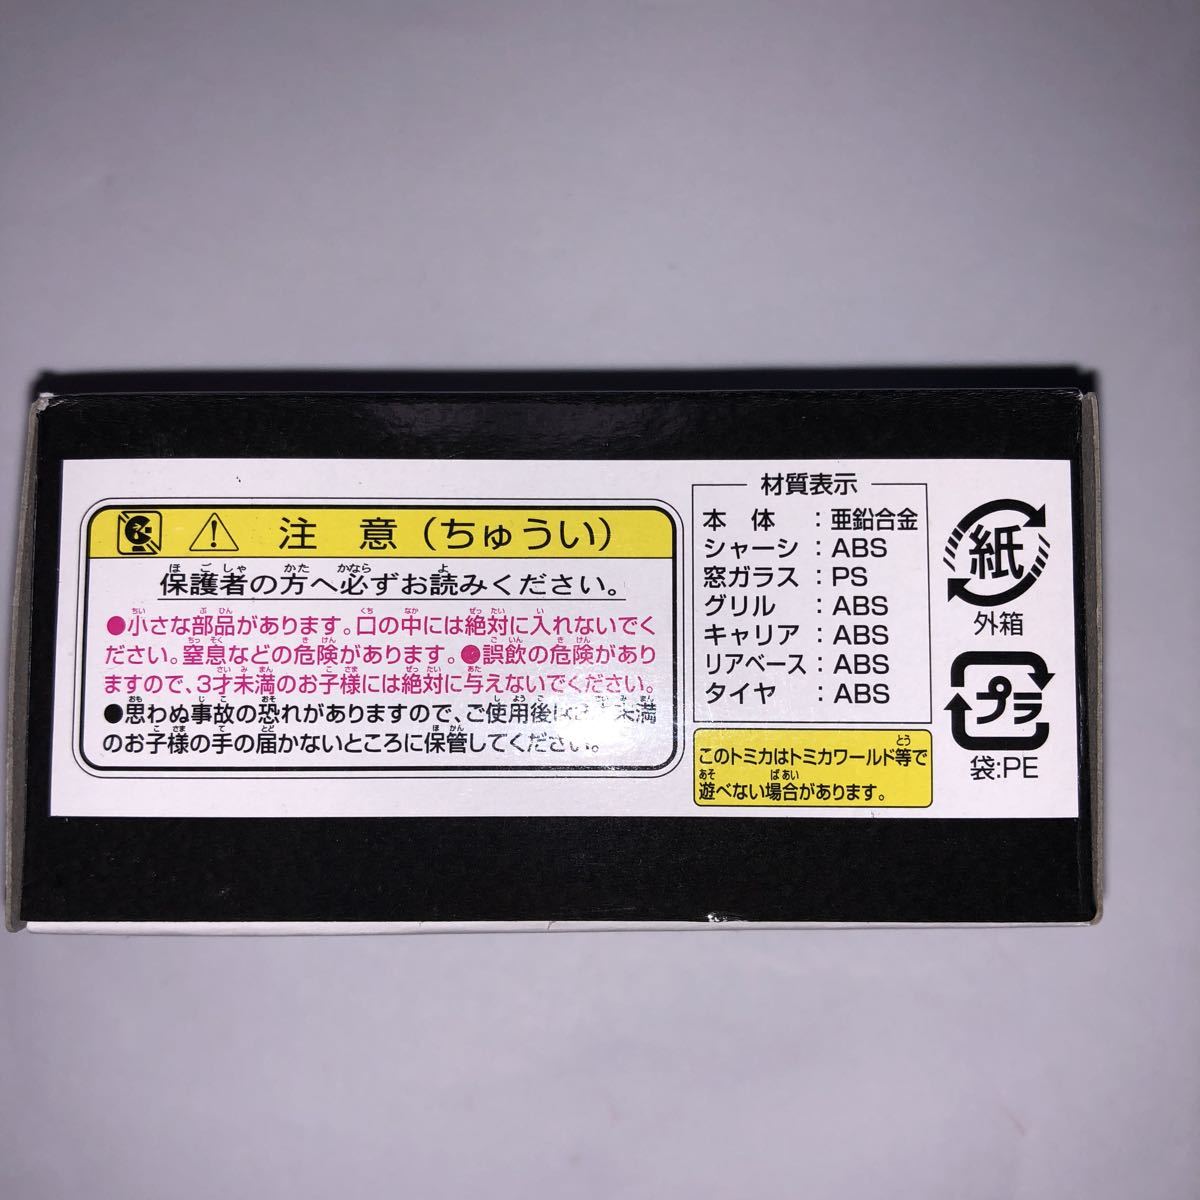 注 意 (ちゅうい)
保護者の方へ必ずお読みください。
●小さな部品があります。口の中には絶対に入れないでく
ださい。窒息などの危険があります。●誤飲の危険があり
ますので、3才未満のお子様には絶対に与えないでください。
●思わぬ事故の恐れがありますので、ご使用後は 未満
のお子様の手の届かないところに保管してください。
材質表示
本 体 : 亜鉛合金
シャーシ : ABS
窓ガラス : PS
グリル : ABS
キャリア : ABS
リアベース : ABS
タイヤ : ABS
このトミカはトミカワールド等で
遊べない場合があります。
紙
外箱
プラ
袋:PE